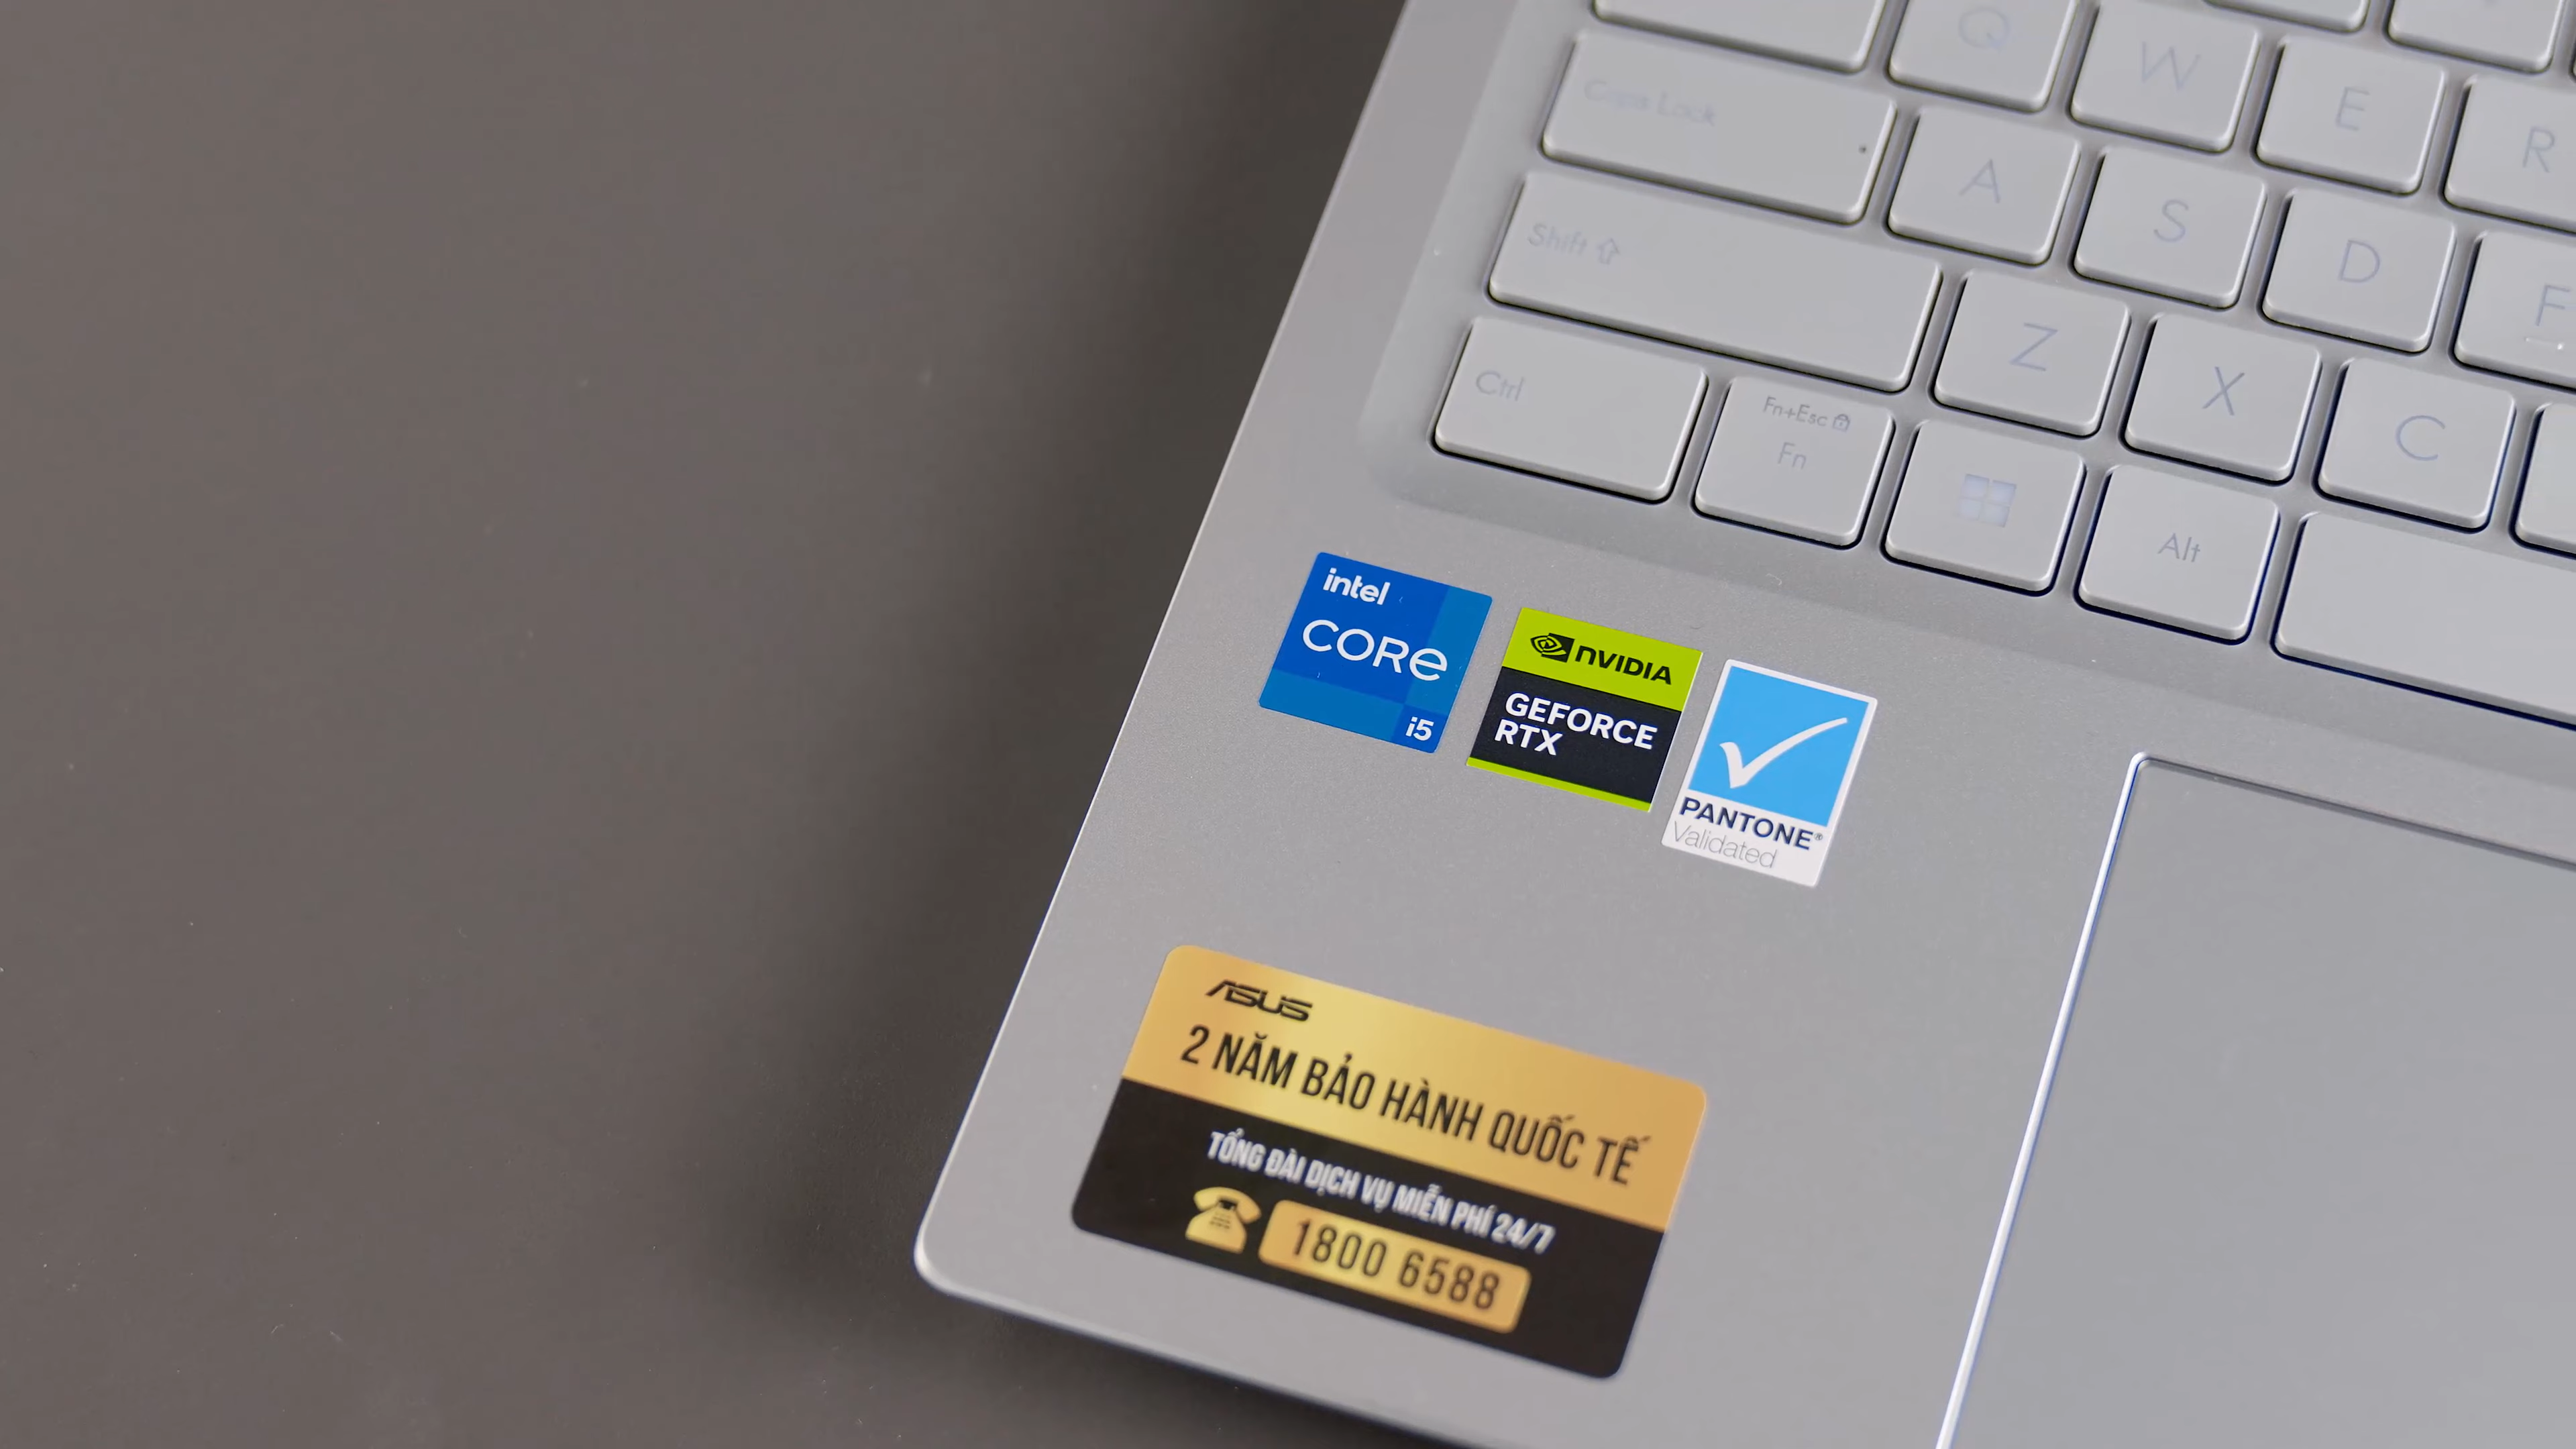 Q W E R
Caps Lock A S D F
Shift Z X C
Ctrl Fn+Esc Fn Alt
intel
CORE
i5
NVIDIA
GEFORCE
RTX
PANTONE®
Validated
ASUS
2 NĂM BẢO HÀNH QUỐC TẾ
TỔNG ĐÀI DỊCH VỤ MIỄN PHÍ 24/7
1800 6588